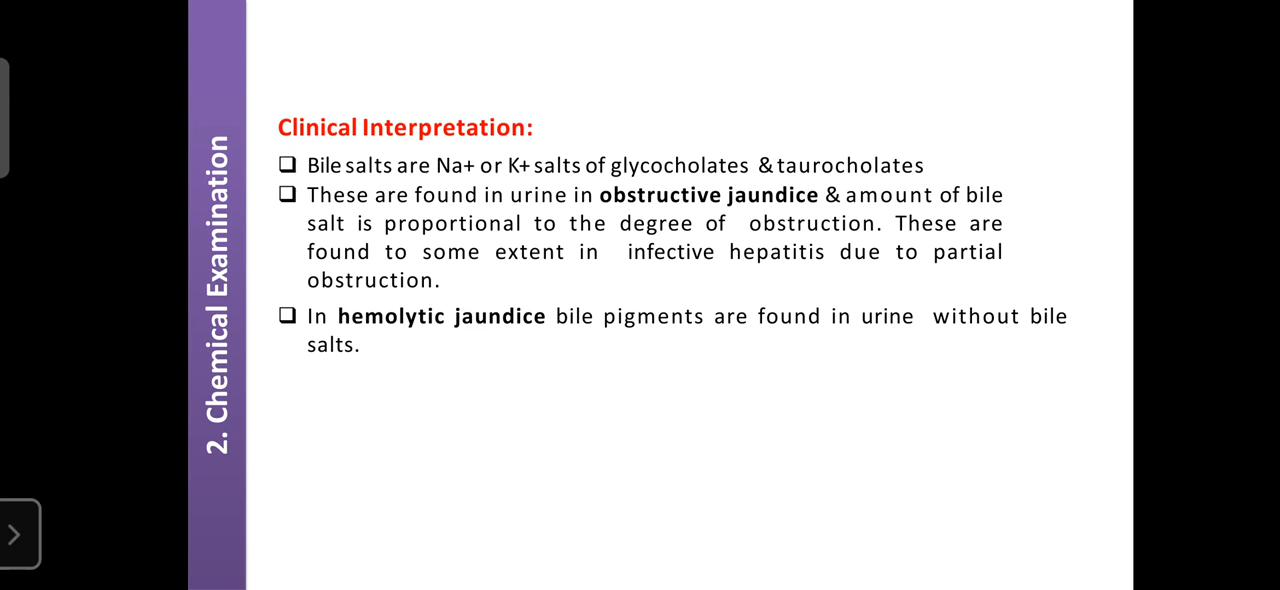 2. Chemical Examination
Clinical Interpretation:
❑ Bile salts are Na+ or K+ salts of glycocholates & taurocholates
❑ These are found in urine in obstructive jaundice & amount of bile
salt is proportional to the degree of obstruction. These are
found to some extent in infective hepatitis due to partial
obstruction.
❑ In hemolytic jaundice bile pigments are found in urine without bile
salts.